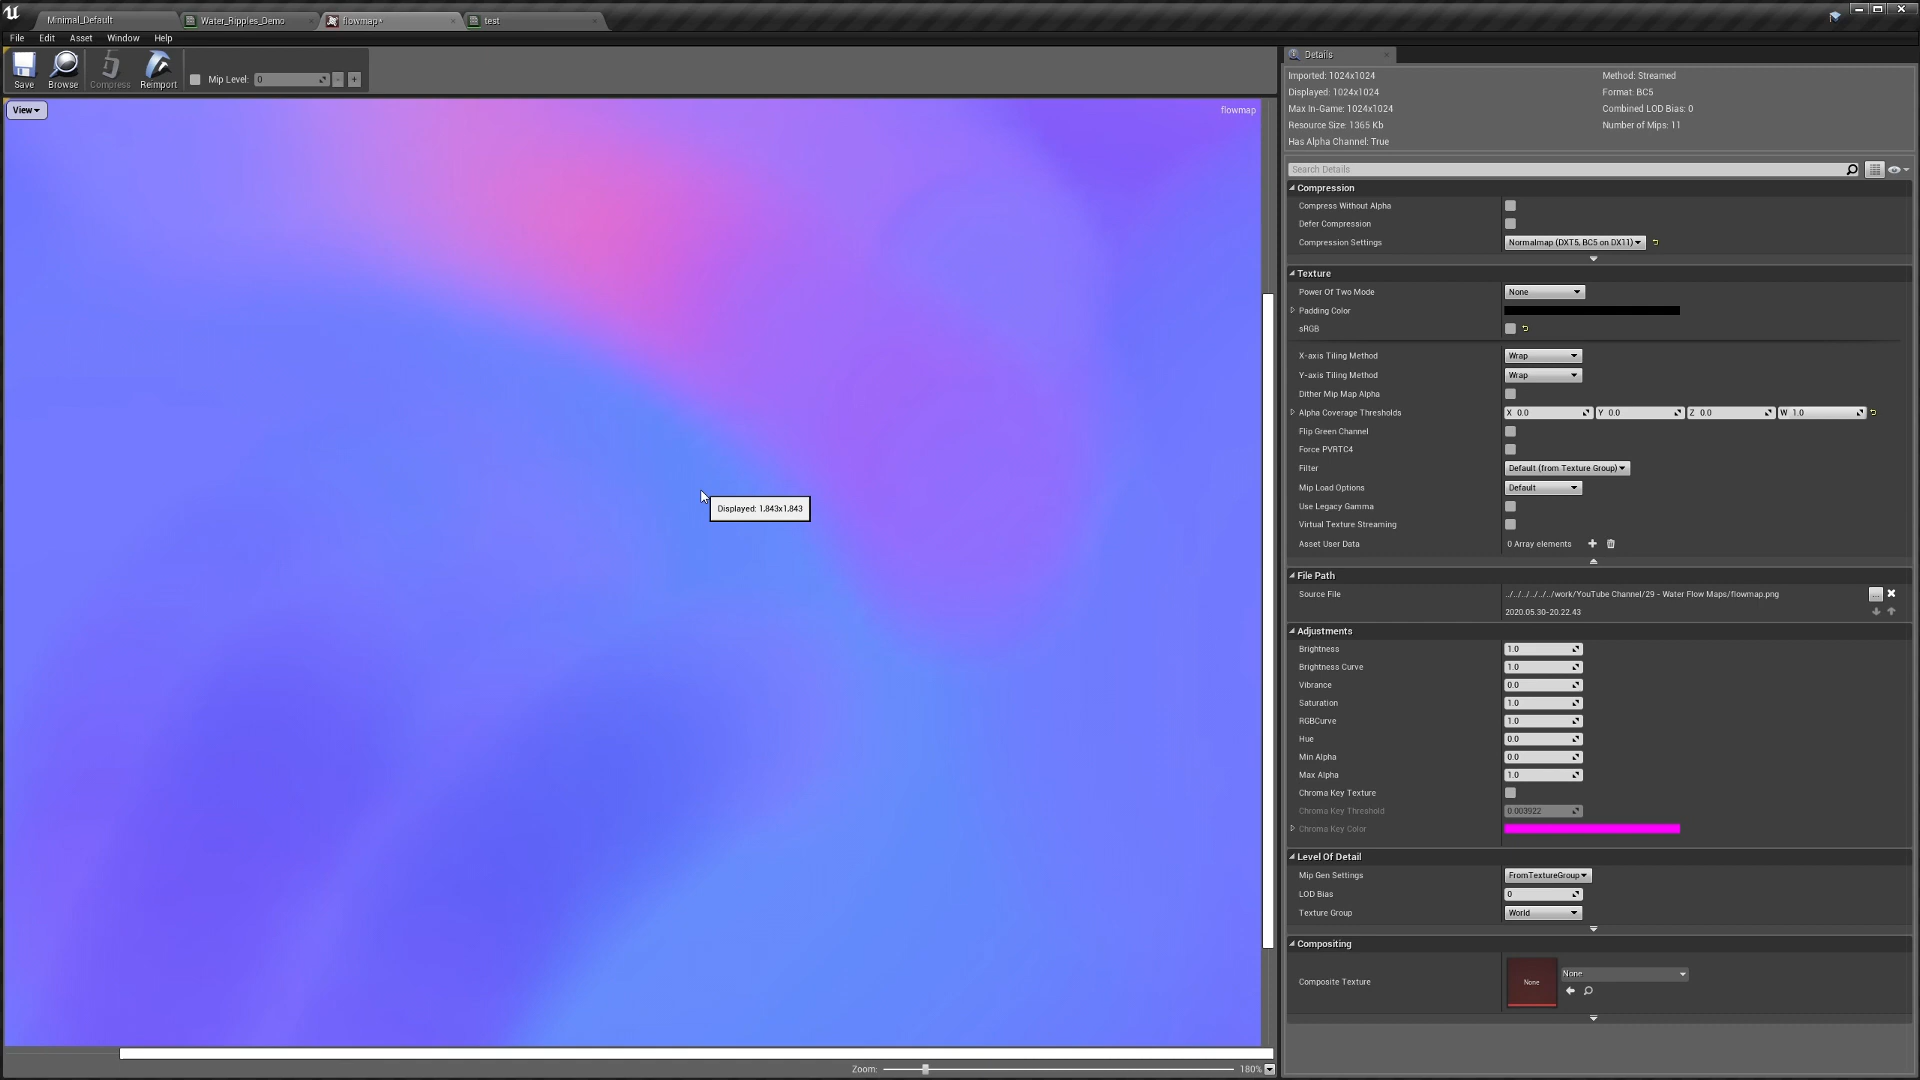 Minimal_Default
Water_Ripples_Demo
flowmap*
test
File Edit Asset Window Help
Save Browse Compress Reimport
Mip Level: 0
View
flowmap
Displayed: 1,843x1,843
Zoom: 180%
Details
Imported: 1024x1024 Method: Streamed
Displayed: 1024x1024 Format: BC5
Max In-Game: 1024x1024 Combined LOD Bias: 0
Resource Size: 1365 Kb Number of Mips: 11
Has Alpha Channel: True
Search Details
Compression
Compress Without Alpha
Defer Compression
Compression Settings Normalmap (DXT5, BC5 on DX11)
Texture
Power Of Two Mode None
Padding Color
sRGB
X-axis Tiling Method Wrap
Y-axis Tiling Method Wrap
Dither Mip Map Alpha
Alpha Coverage Thresholds X 0.0 Y 0.0 Z 0.0 W 1.0
Flip Green Channel
Force PVRTC4
Filter Default (from Texture Group)
Mip Load Options Default
Use Legacy Gamma
Virtual Texture Streaming
Asset User Data 0 Array elements
File Path
Source File ../../../../../../work/YouTube Channel/29 - Water Flow Maps/flowmap.png
2020.05.30-20.22.43
Adjustments
Brightness 1.0
Brightness Curve 1.0
Vibrance 0.0
Saturation 1.0
RGBCurve 1.0
Hue 0.0
Min Alpha 0.0
Max Alpha 1.0
Chroma Key Texture
Chroma Key Threshold 0.003922
Chroma Key Color
Level Of Detail
Mip Gen Settings FromTextureGroup
LOD Bias 0
Texture Group World
Compositing
Composite Texture None None